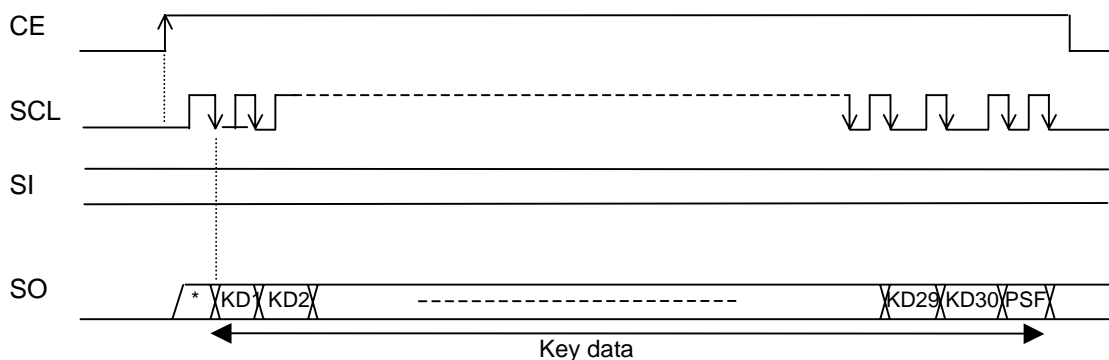 CE
SCL
SI
SO
* KD1 KD2 KD29 KD30 PSF
Key data